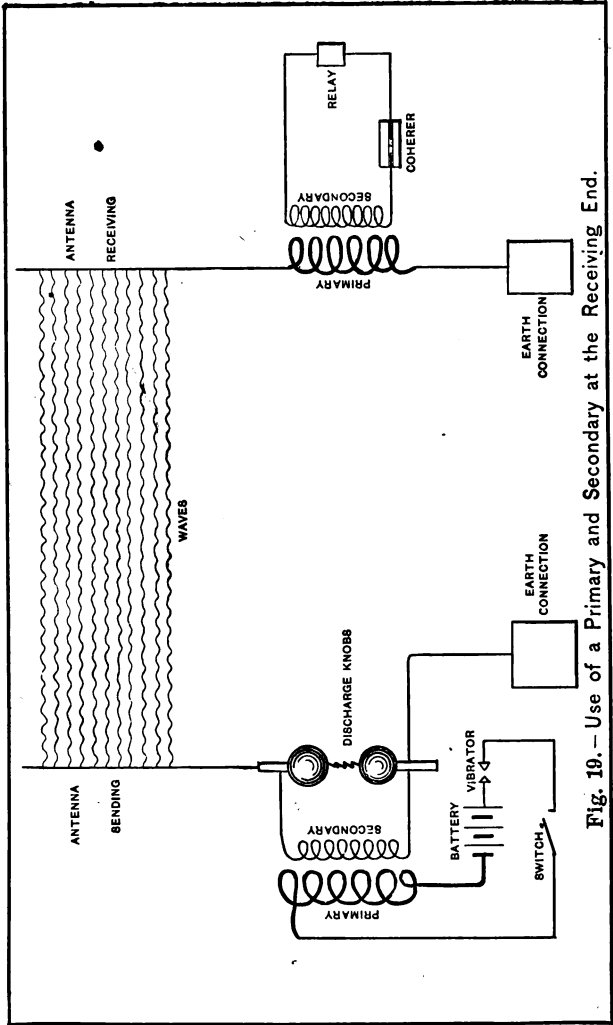 ANTENNA
SENDING
WAVES
ANTENNA
RECEIVING
PRIMARY
SECONDARY
DISCHARGE KNOBS
BATTERY
VIBRATOR
SWITCH
EARTH
CONNECTION
PRIMARY
SECONDARY
RELAY
COHERER
EARTH
CONNECTION
Fig. 19.—Use of a Primary and Secondary at the Receiving End.